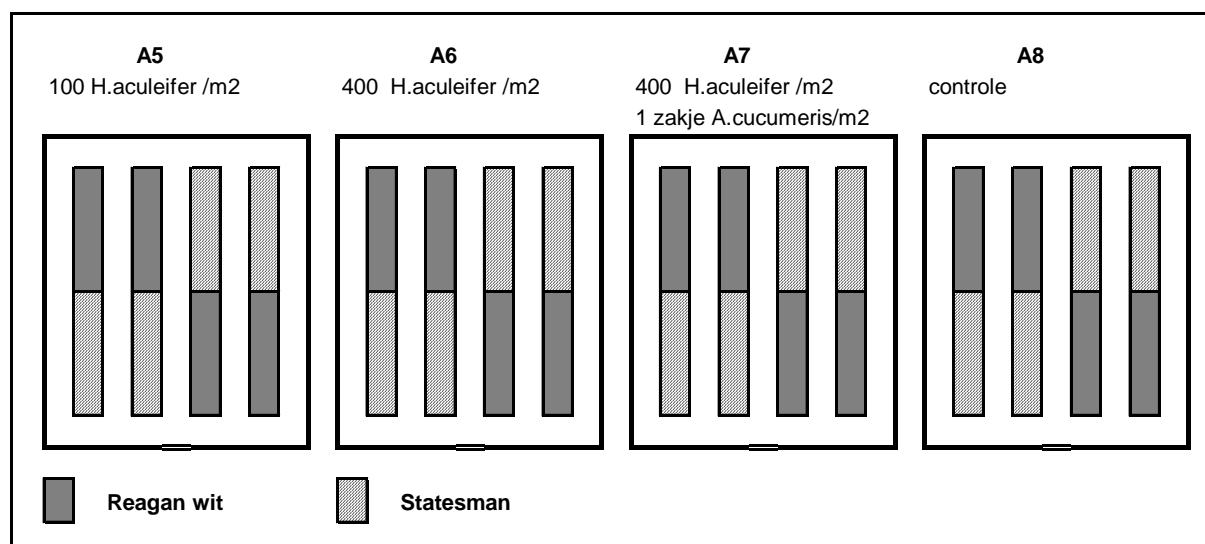 A5
100 H.aculeifer /m2
A6
400 H.aculeifer /m2
A7
400 H.aculeifer /m2
1 zakje A.cucumeris/m2
A8
controle
Reagan wit
Statesman